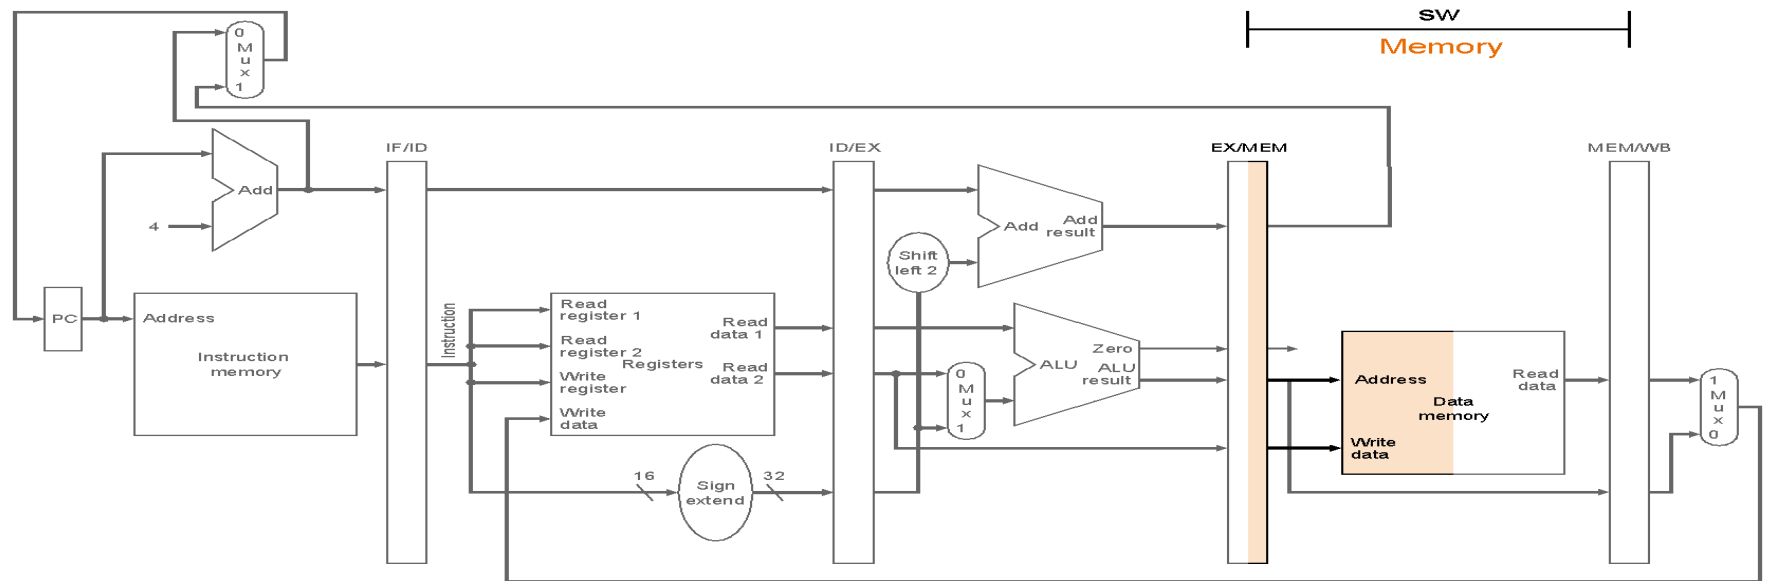 SW
Memory
0
M
u
x
1
IF/ID
ID/EX
EX/MEM
MEM/WB
Add
4
Add
Add
result
Shift
left 2
PC
Address
Instruction
memory
Instruction
Read
register 1
Read
register 2
Write
register
Write
data
Registers
Read
data 1
Read
data 2
0
M
u
x
1
Zero
ALU
ALU
result
Address
Data
memory
Write
data
Read
data
1
M
u
x
0
16
Sign
extend
32